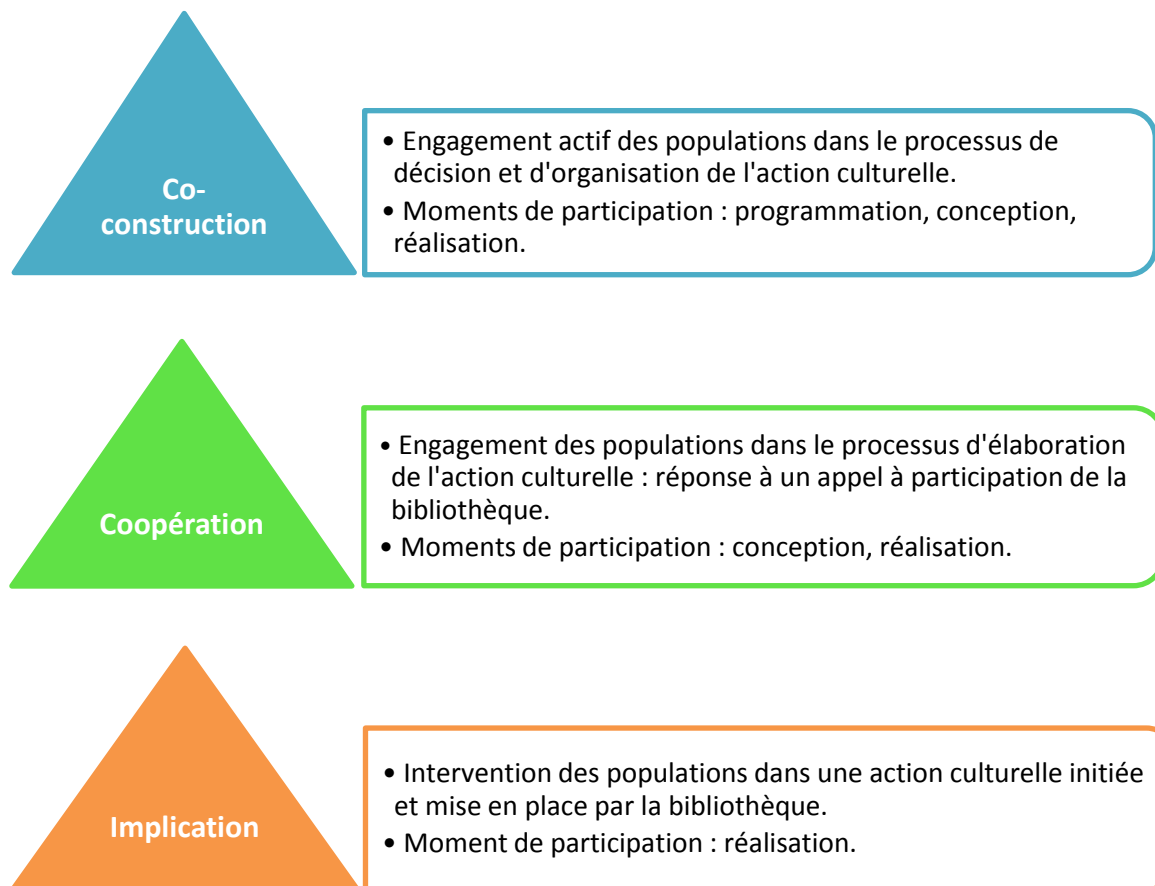 Co-
construction
• Engagement actif des populations dans le processus de
décision et d'organisation de l'action culturelle.
• Moments de participation : programmation, conception,
réalisation.
Coopération
• Engagement des populations dans le processus d'élaboration
de l'action culturelle : réponse à un appel à participation de la
bibliothèque.
• Moments de participation : conception, réalisation.
Implication
• Intervention des populations dans une action culturelle initiée
et mise en place par la bibliothèque.
• Moment de participation : réalisation.